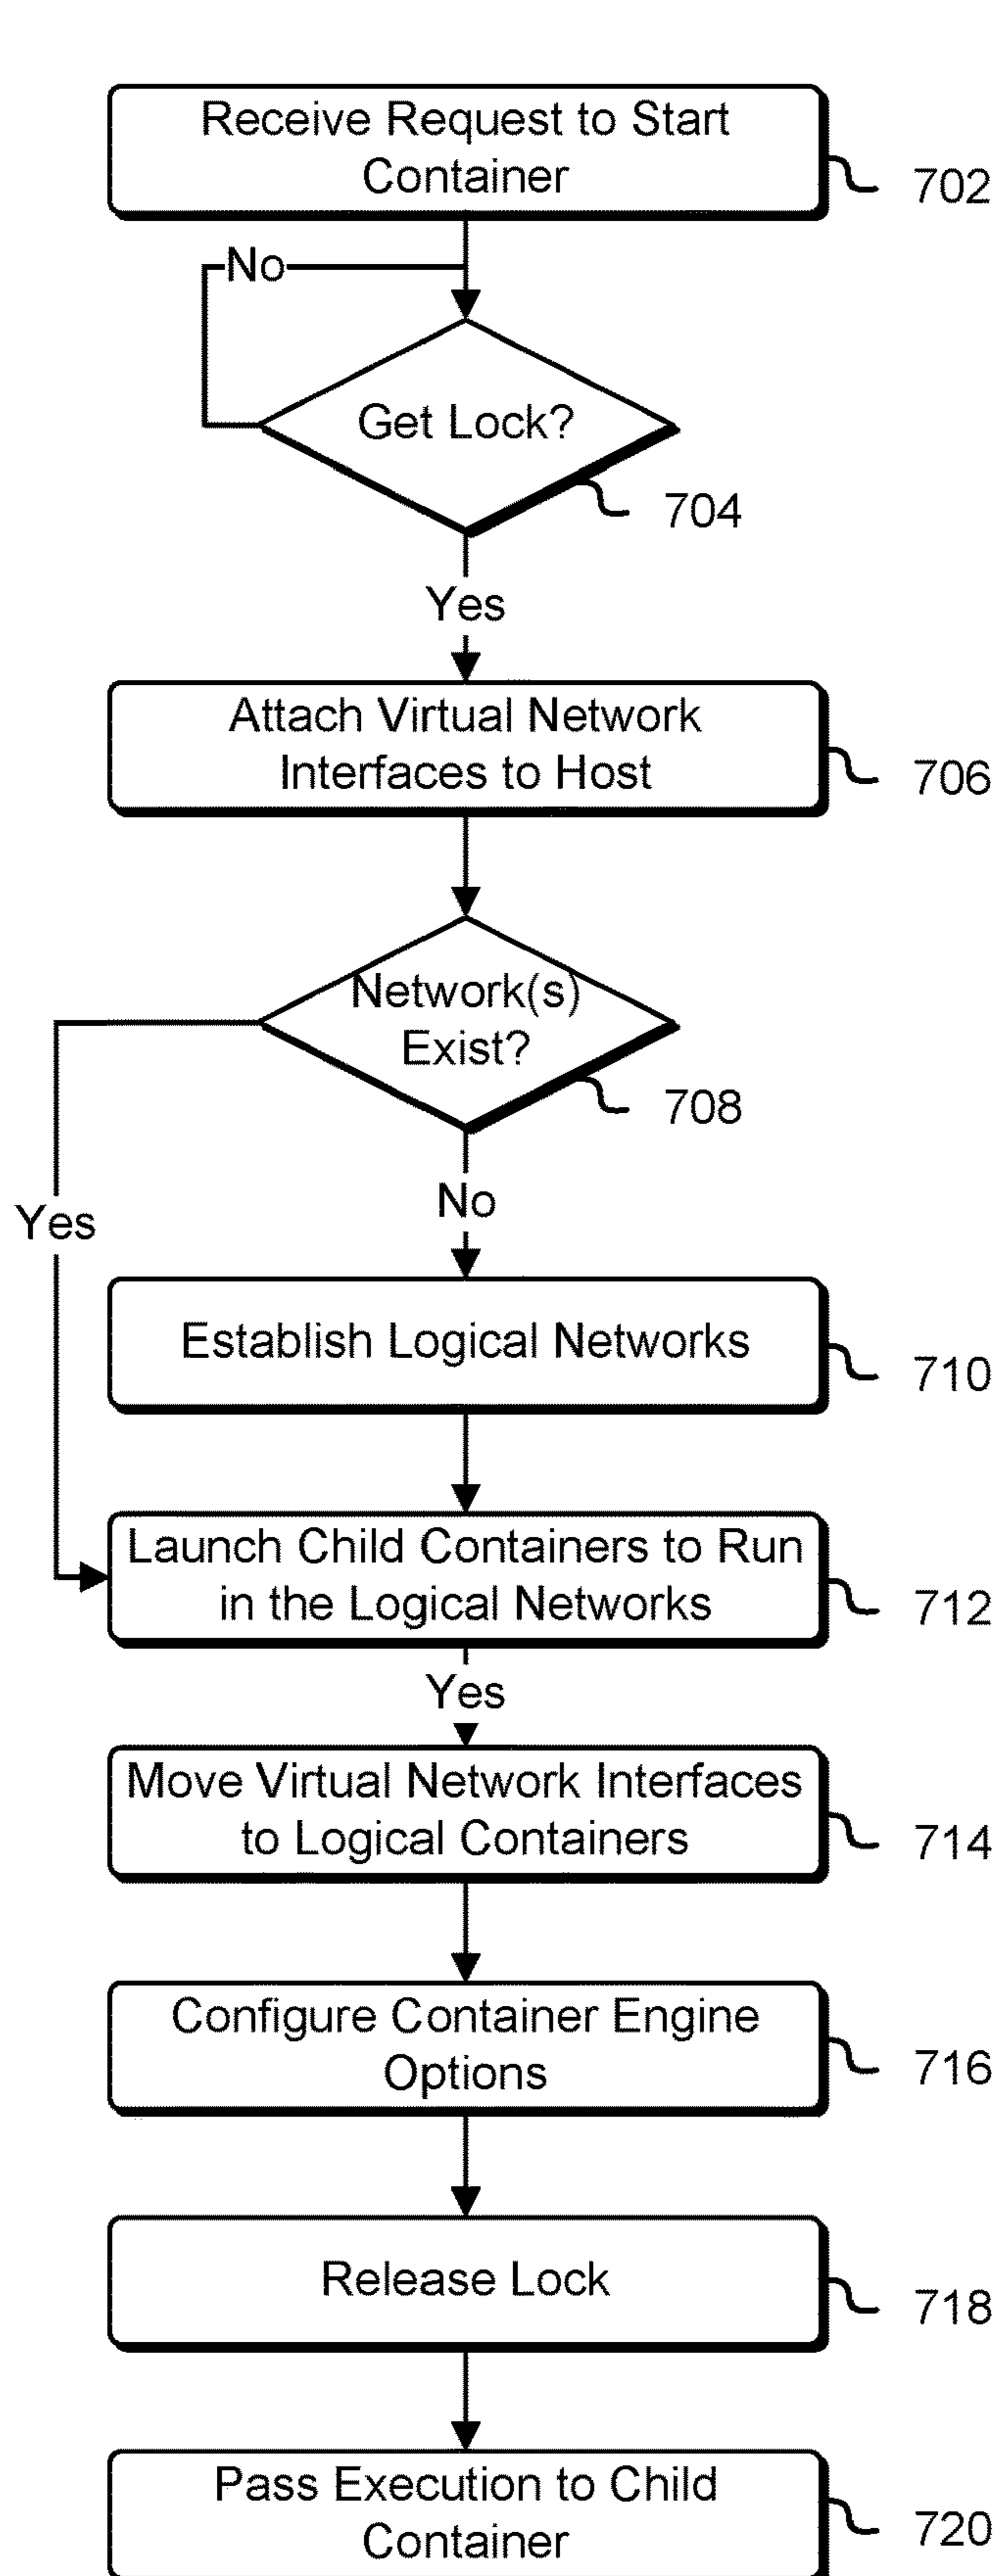 Receive Request to Start
Container
702
No
Get Lock?
704
Yes
Attach Virtual Network
Interfaces to Host
706
Network(s)
Exist?
708
No
Yes
Establish Logical Networks
710
Launch Child Containers to Run
in the Logical Networks
712
Yes
Move Virtual Network Interfaces
to Logical Containers
714
Configure Container Engine
Options
716
Release Lock
718
Pass Execution to Child
Container
720